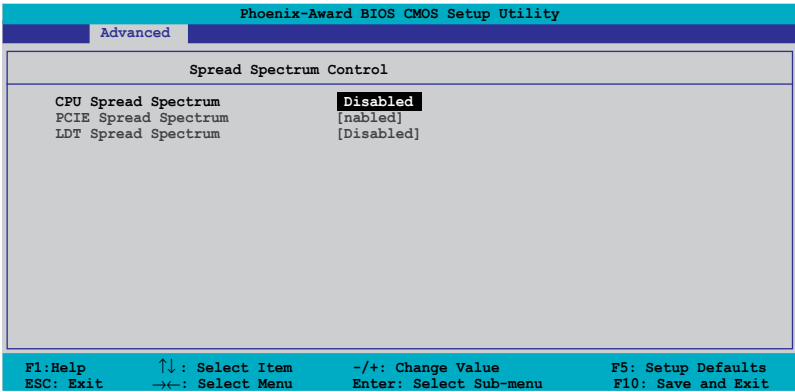 Phoenix-Award BIOS CMOS Setup Utility
Advanced
Spread Spectrum Control
CPU Spread Spectrum Disabled
PCIE Spread Spectrum [nabled]
LDT Spread Spectrum [Disabled]
F1:Help ↑↓ : Select Item -/+: Change Value F5: Setup Defaults
ESC: Exit →←: Select Menu Enter: Select Sub-menu F10: Save and Exit